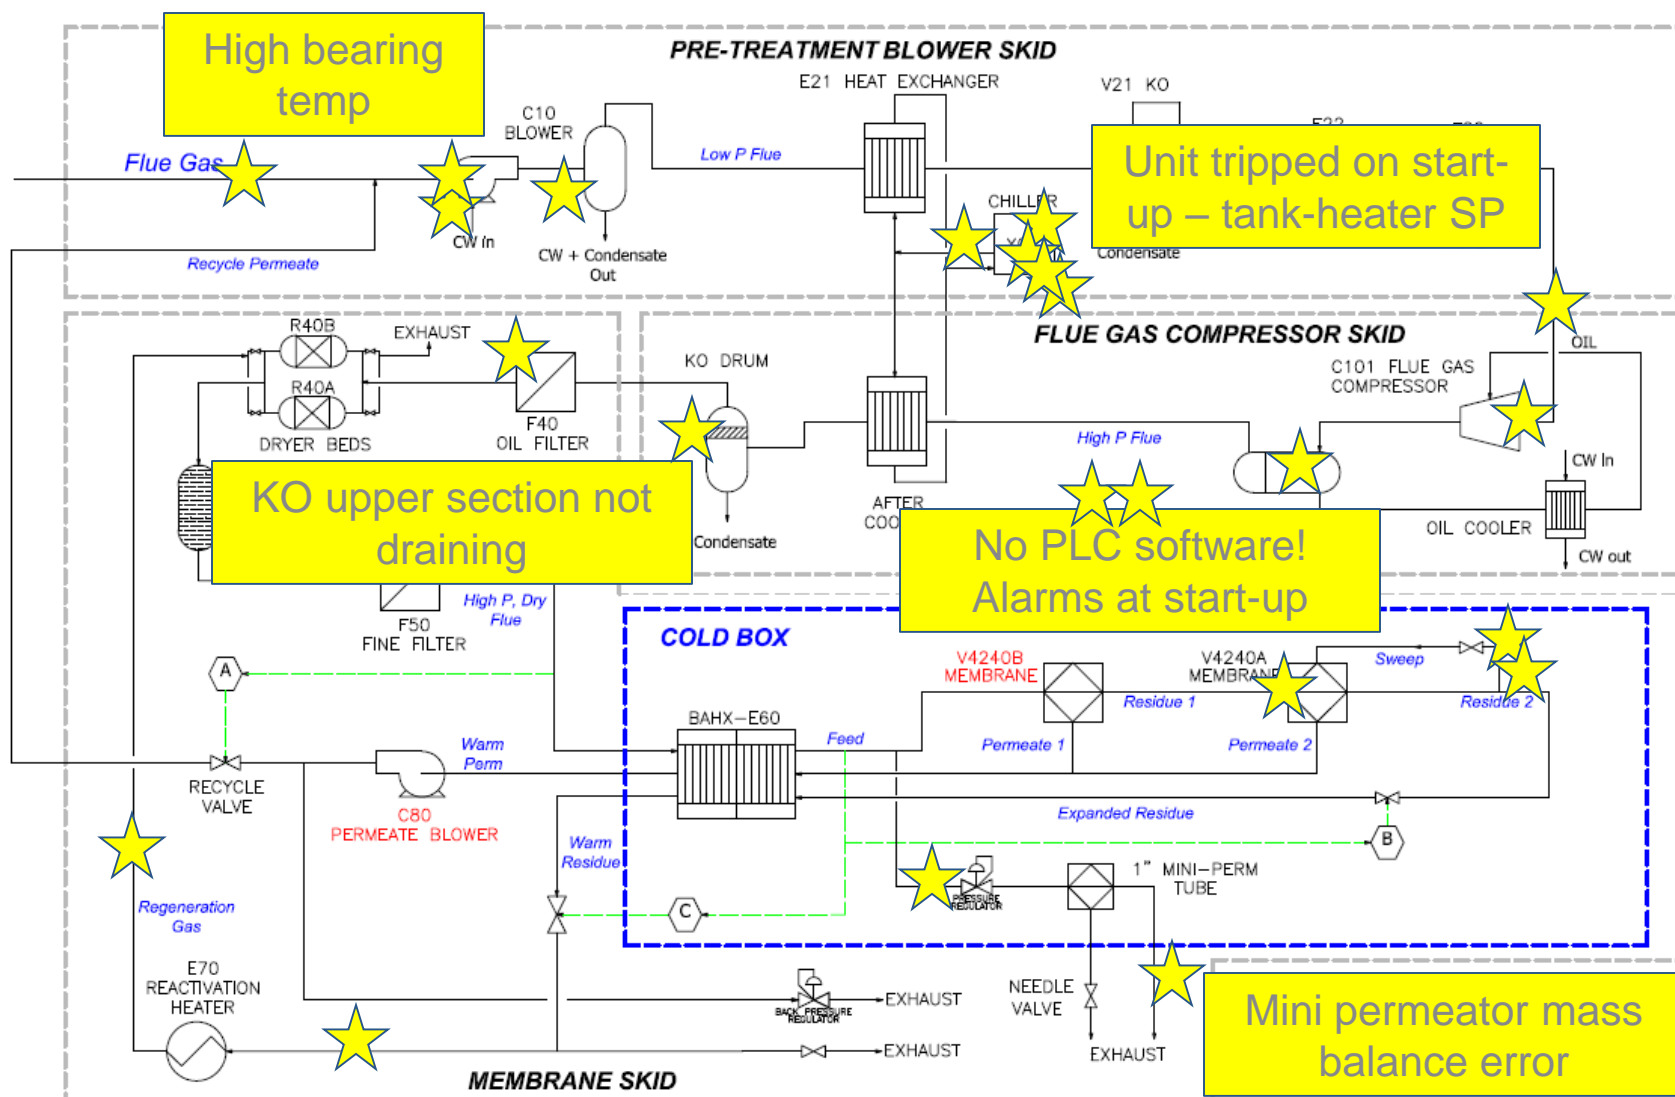 High bearing
temp
PRE-TREATMENT BLOWER SKID
E21 HEAT EXCHANGER
V21 KO
C10
BLOWER
Flue Gas
Low P Flue
Unit tripped on start-
up – tank-heater SP
CHILLER
CW In
Recycle Permeate
CW + Condensate
Out
Condensate
R40B
EXHAUST
R40A
DRYER BEDS
F40
OIL FILTER
KO DRUM
FLUE GAS COMPRESSOR SKID
OIL
C101 FLUE GAS
COMPRESSOR
High P Flue
CW In
AFTER
OIL COOLER
CW out
KO upper section not
draining
Condensate
No PLC software!
Alarms at start-up
High P, Dry
Flue
F50
FINE FILTER
COLD BOX
A
V4240B
MEMBRANE
V4240A
MEMBRANE
Sweep
Residue 1
Residue 2
BAHX-E60
Feed
Permeate 1
Permeate 2
Warm
Perm
RECYCLE
VALVE
C80
PERMEATE BLOWER
Expanded Residue
Warm
Residue
B
1" MINI-PERM
TUBE
PRESSURE
REGULATOR
C
Regeneration
Gas
E70
REACTIVATION
HEATER
BACK PRESSURE
REGULATOR
EXHAUST
NEEDLE
VALVE
EXHAUST
EXHAUST
Mini permeator mass
balance error
MEMBRANE SKID